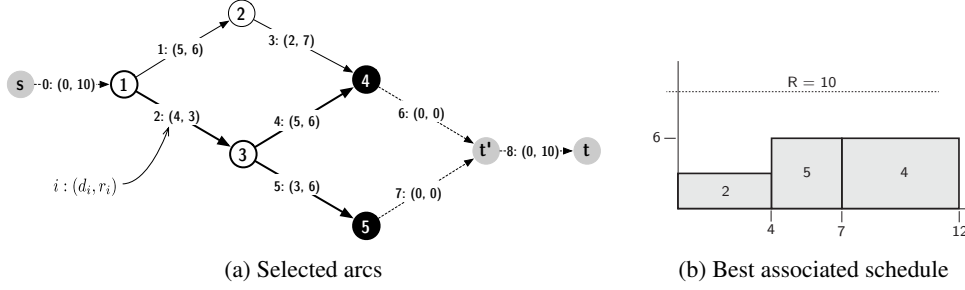 2
1: (5, 6)
3: (2, 7)
s
0: (0, 10)
1
4
2: (4, 3)
4: (5, 6)
6: (0, 0)
3
t'
8: (0, 10)
t
i : (d_i, r_i)
5: (3, 6)
7: (0, 0)
5
(a) Selected arcs
R = 10
6
2
5
4
4
7
12
(b) Best associated schedule